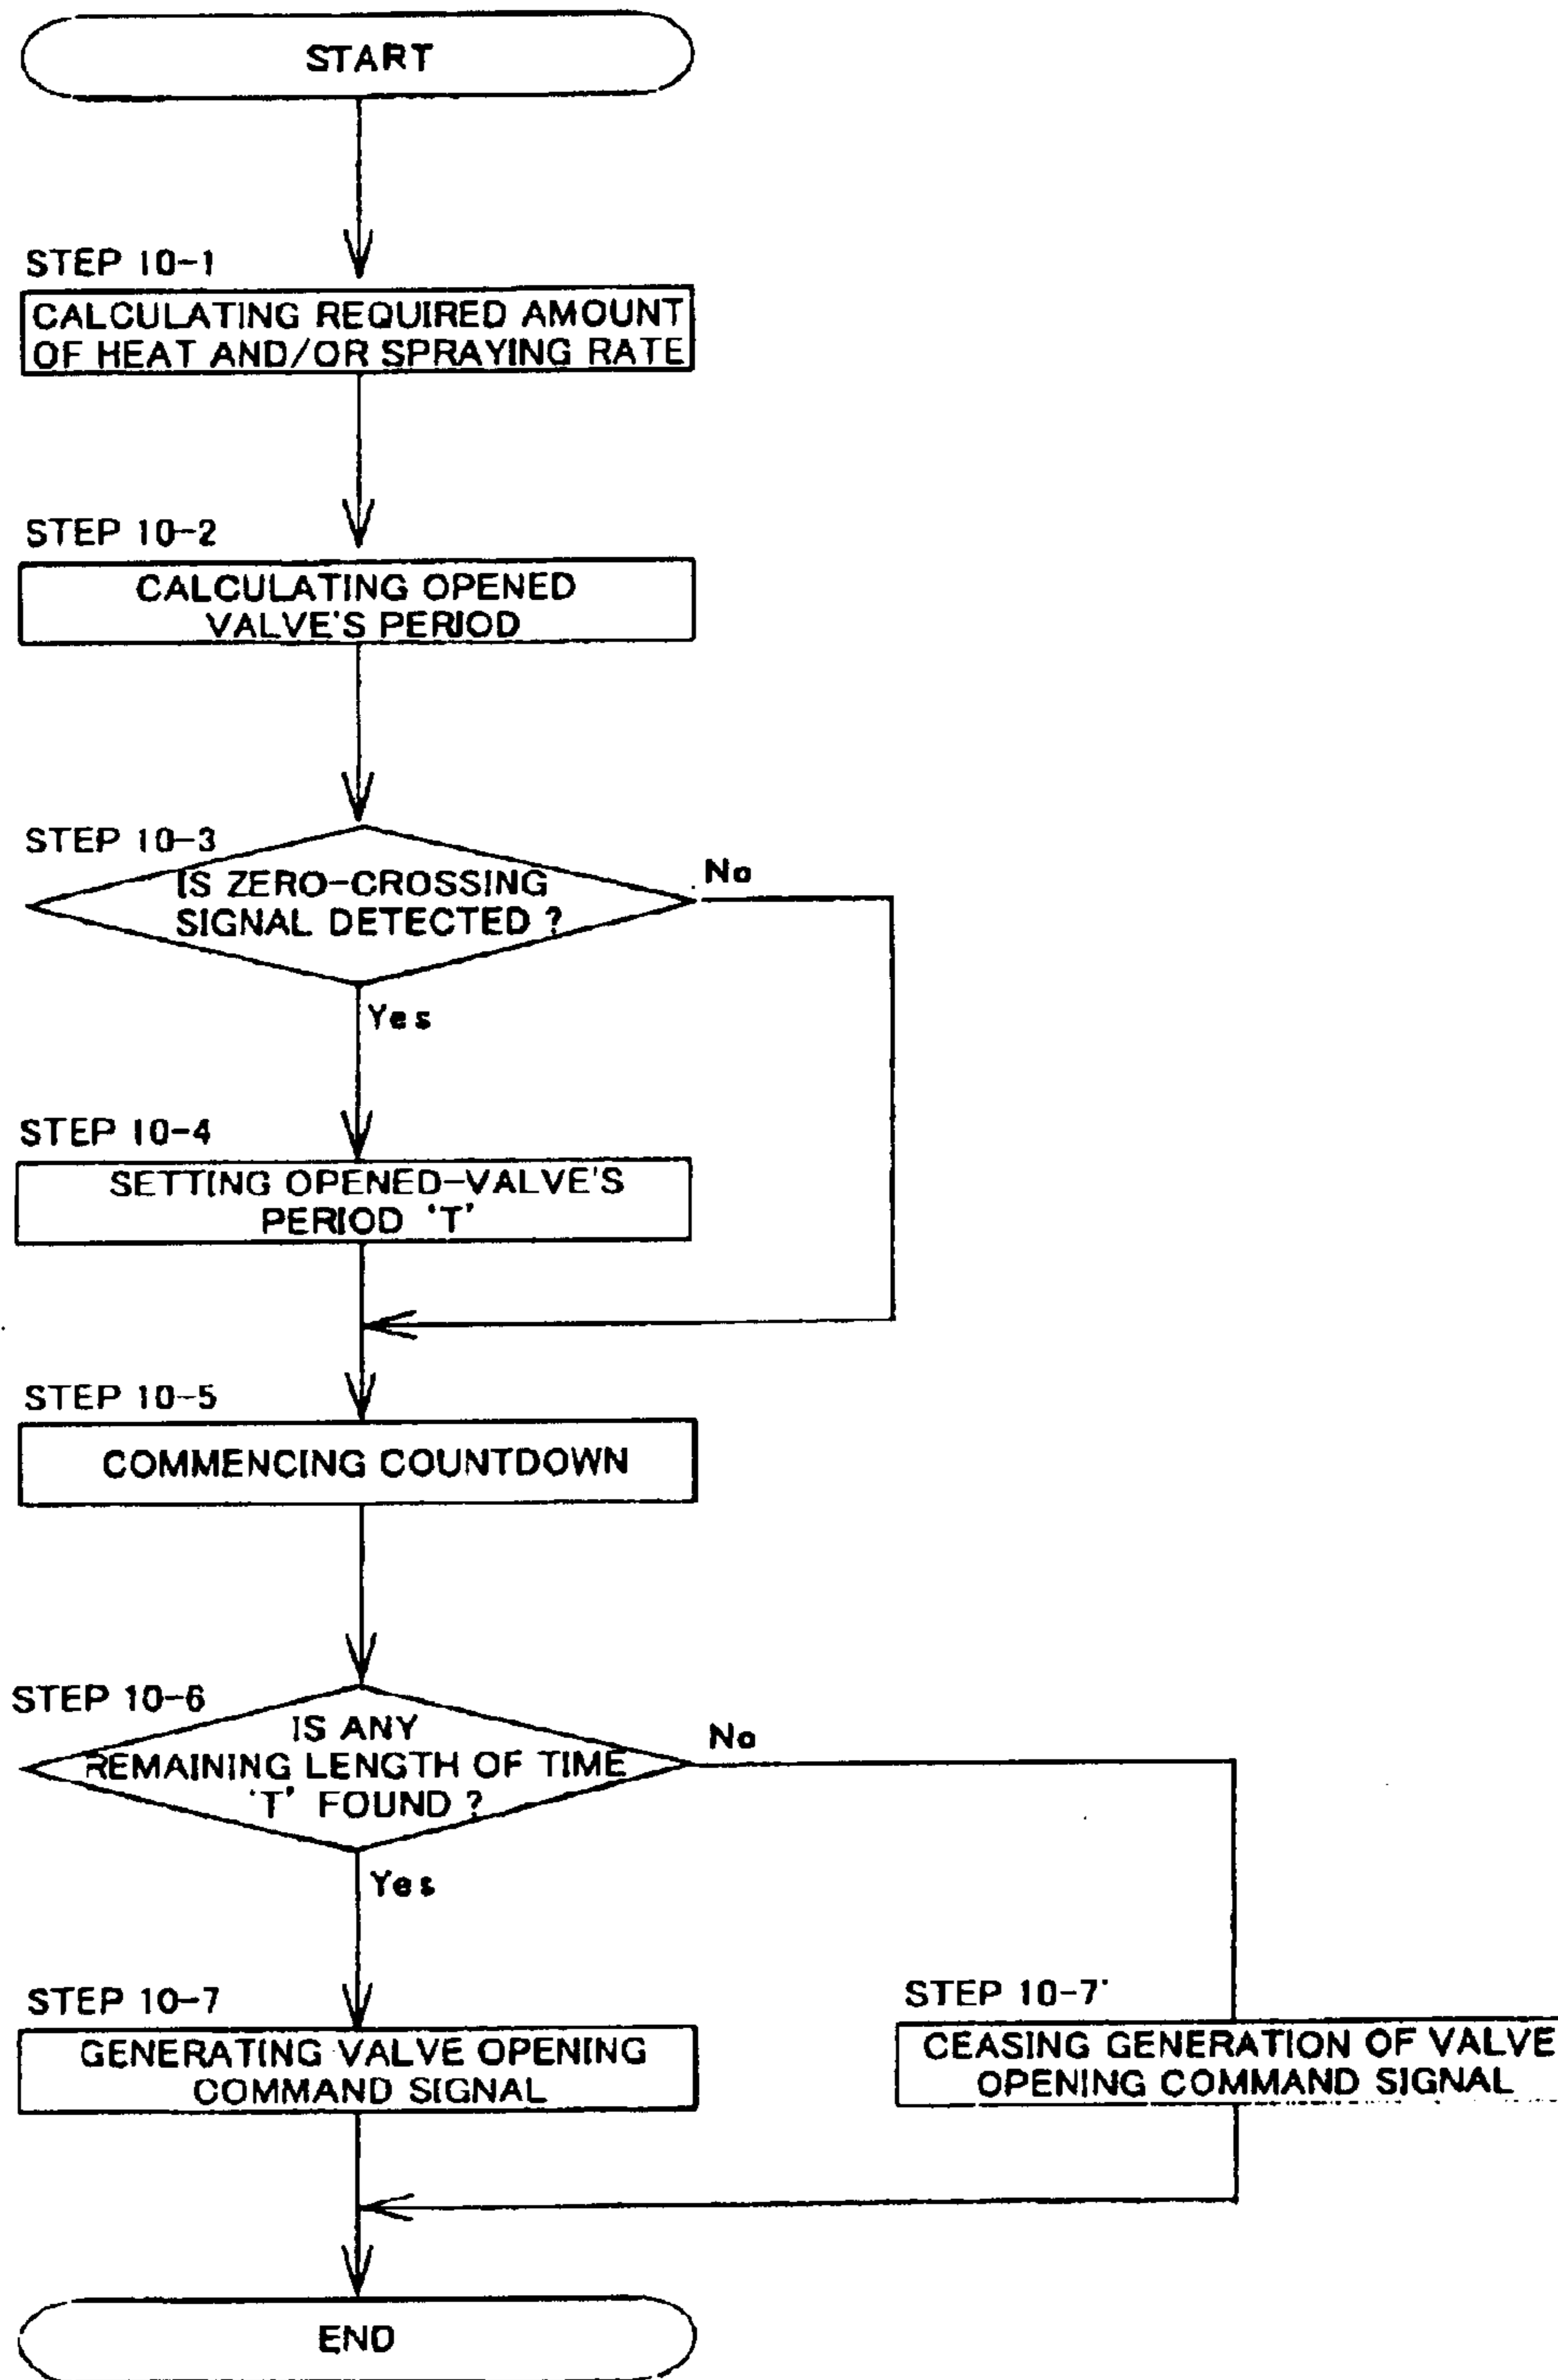 START
STEP 10-1
CALCULATING REQUIRED AMOUNT
OF HEAT AND/OR SPRAYING RATE
STEP 10-2
CALCULATING OPENED
VALVE'S PERIOD
STEP 10-3
IS ZERO-CROSSING
SIGNAL DETECTED ?
No
Yes
STEP 10-4
SETTING OPENED-VALVE'S
PERIOD 'T'
STEP 10-5
COMMENCING COUNTDOWN
STEP 10-6
IS ANY
REMAINING LENGTH OF TIME
'T' FOUND ?
No
Yes
STEP 10-7
GENERATING VALVE OPENING
COMMAND SIGNAL
STEP 10-7'
CEASING GENERATION OF VALVE
OPENING COMMAND SIGNAL
END